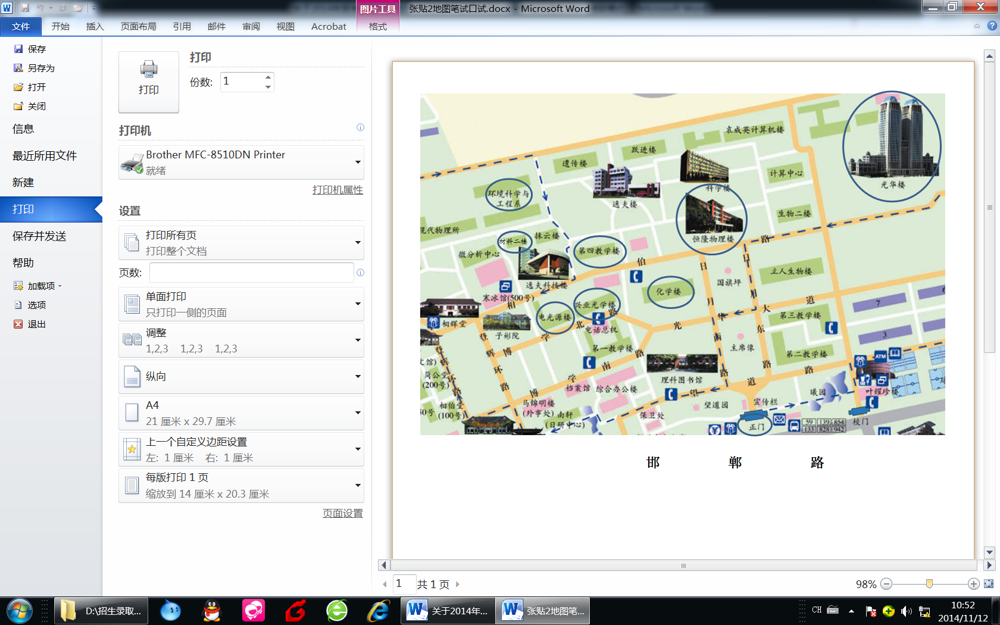 图片工具
张贴2地图笔试口试.docx - Microsoft Word
文件 开始 插入 页面布局 引用 邮件 审阅 视图 Acrobat 格式
保存
另存为
打开
关闭
信息
最近所用文件
新建
打印
保存并发送
帮助
加载项
选项
退出
打印
打印
份数: 1
打印机
Brother MFC-8510DN Printer
就绪
打印机属性
设置
打印所有页
打印整个文档
页数:
单面打印
只打印一侧的页面
调整
1,2,3 1,2,3 1,2,3
纵向
A4
21 厘米 x 29.7 厘米
上一个自定义边距设置
左: 1 厘米 右: 1 厘米
每版打印 1 页
缩放到 14 厘米 x 20.3 厘米
页面设置
袁成英计算机楼
跃进楼
遗传楼
计算中心
光华楼
科学楼
环境科学与
工程系
逸夫楼
生物二楼
现代物理所
抹云楼
恒隆物理楼
路
材料二楼
微分析中心
第四教学楼
伯
日
日
国旗坪
立人生物楼
逸夫科技楼
化学楼
寒冰馆(500号)
相
兴业光学楼
月
月
道
7
6
电光源楼
路
华
大
第三教学楼
相辉堂
子彬院
北
电话总机
光
东
3
登
学
南
主席像
辉
博
第一教学楼
路
第二教学楼
ATM
简公堂
(200号)
环
环
南
理科图书馆
路
路
路
路
学
档案馆
综合办公楼
道
路
博
望
曦园
叶耀珍楼
相伯堂
(100号)
马锦明楼
(外事处)
南轩
(日研中心)
保卫处
望道园
宣传栏
正门
59 139 854
133 828 942
校门
邯 郸 路
1 共 1 页
98%
D:\招生录取...
关于2014年...
张贴2地图笔...
CH
10:52
2014/11/12